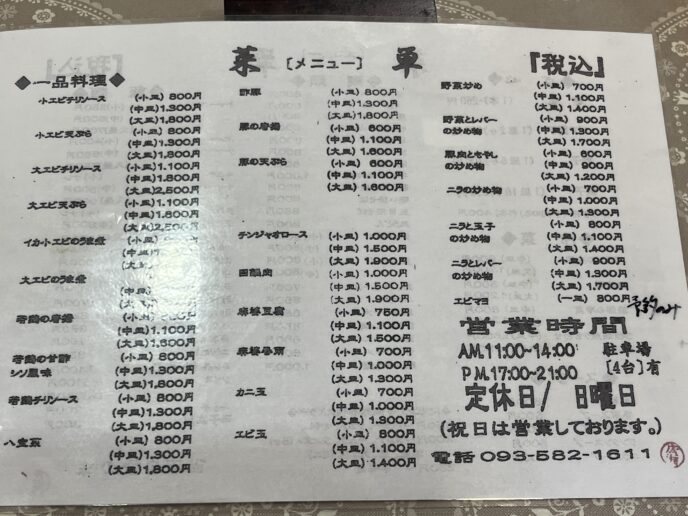 菜 [メニュー] 単 『税込』
◆一品料理◆
小エビチリソース (小皿) 800円
(中皿)1.300円
(大皿)1,800円
小エビ天ぷら (小皿) 800円
(中皿)1.300円
(大皿)1.800円
大エビチリソース (小皿)1.100円
(中皿)1.800円
(大皿)2,500円
大エビ天ぷら (小皿)1.100円
(中皿)1.800円
(大皿)2,500円
イカ・小エビのうま煮 (小皿)
(中皿)
(大皿)
大エビのうま煮
(中皿)
(大皿)
若鶏の唐揚
(中皿)1.100円
(大皿)1.600円
若鶏の甘酢 (小皿) 800円
シソ風味 (中皿)1.300円
(大皿)1,800円
若鶏チリソース (小皿) 800円
(中皿)1.300円
(大皿)1.800円
八宝菜 (小皿) 800円
(中皿)1.300円
(大皿)1,800円
酢豚 (小皿) 800円
(中皿)1.300円
(大皿)1,800円
豚の唐揚 (小皿) 600円
(中皿)1.100円
(大皿)1.600円
豚の天ぷら (小皿) 600円
(中皿)1.100円
(大皿)1.600円
チンジャオロース (小皿)1.000円
(中皿)1.500円
(大皿)1.900円
回鍋肉 (小皿)1.000円
(中皿)1.500円
(大皿)1.900円
麻婆豆腐 (小皿) 750円
(中皿)1.100円
(大皿)1.300円
麻婆春雨 (小皿) 700円
(中皿)1.000円
(大皿)1.300円
カニ玉 (小皿) 700円
(中皿)1.000円
(大皿)1.300円
エビ玉 (小皿) 800円
(中皿)1.100円
(大皿)1.400円
野菜炒め (小皿) 700円
(中皿)1.100円
(大皿)1.400円
野菜とレバー (小皿) 900円
の炒め物 (中皿)1.300円
(大皿)1.700円
豚肉ともやし (小皿) 600円
の炒め物 (中皿) 900円
(大皿)1.200円
ニラの炒め物 (小皿) 700円
(中皿)1.000円
(大皿)1.300円
ニラと玉子 (小皿) 800円
の炒め物 (中皿)1.100円
(大皿)1.400円
ニラとレバー (小皿) 900円
の炒め物 (中皿)1.300円
(大皿)1.700円
エビマヨ (一皿) 800円 予約のみ
営業時間
AM.11:00~14:00 駐車場
PM.17:00~21:00 [4台]有
定休日/ 日曜日
(祝日は営業しております。)
電話 093-582-1611